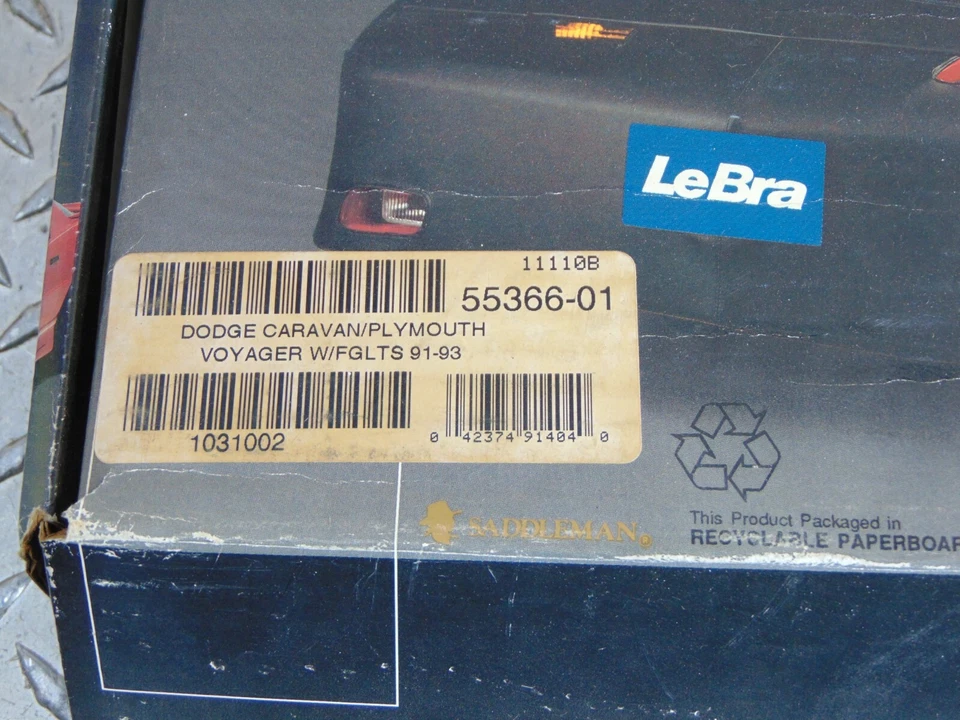 LeBra
11110B
55366-01
DODGE CARAVAN/PLYMOUTH
VOYAGER W/FGLTS 91-93
1031002
0 42374 91404 0
SADDLEMAN
This Product Packaged in
RECYCLABLE PAPERBOAR